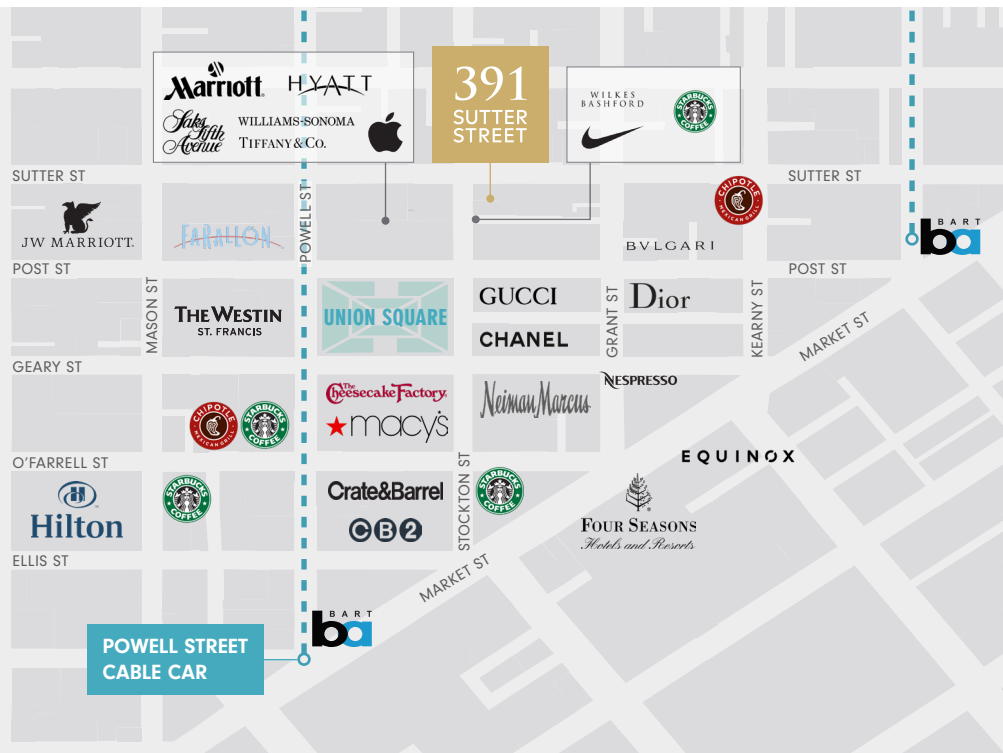 Marriott
HYATT
Saks
Fifth
Avenue
WILLIAMS-SONOMA
TIFFANY & CO.
391
SUTTER
STREET
WILKES
BASHFORD
STARBUCKS
COFFEE
SUTTER ST
SUTTER ST
CHIPOTLE
MEXICAN GRILL
JW MARRIOTT
FARALLON
POWELL ST
BVLGARI
BART
ba
POST ST
POST ST
MASON ST
THE WESTIN
ST. FRANCIS
UNION SQUARE
GUCCI
CHANEL
GRANT ST
Dior
KEARNY ST
MARKET ST
GEARY ST
The
Cheesecake Factory
macy's
Neiman Marcus
NESPRESSO
CHIPOTLE
MEXICAN GRILL
STARBUCKS
COFFEE
O'FARRELL ST
EQUINOX
H
Hilton
STARBUCKS
COFFEE
Crate&Barrel
CB2
STOCKTON ST
STARBUCKS
COFFEE
FOUR SEASONS
Hotels and Resorts
ELLIS ST
MARKET ST
BART
ba
POWELL STREET
CABLE CAR